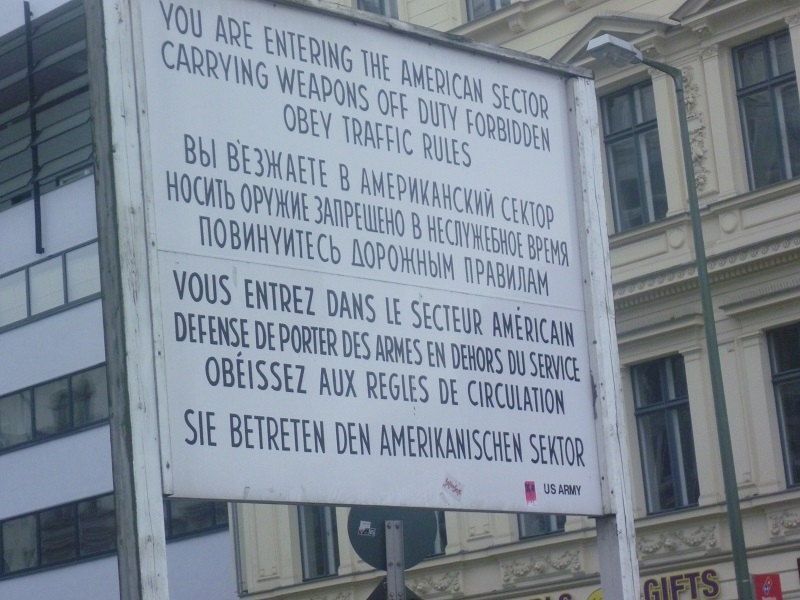 YOU ARE ENTERING THE AMERICAN SECTOR
CARRYING WEAPONS OFF DUTY FORBIDDEN
OBEY TRAFFIC RULES
ВЫ В'ЕЗЖАЕТЕ В АМЕРИКАНСКИЙ СЕКТОР
НОСИТЬ ОРУЖИЕ ЗАПРЕЩЕНО В НЕСЛУЖЕБНОЕ ВРЕМЯ
ПОВИНУИТЕСЬ ДОРОЖНЫМ ПРАВИЛАМ
VOUS ENTREZ DANS LE SECTEUR AMÉRICAIN
DEFENSE DE PORTER DES ARMES EN DEHORS DU SERVICE
OBÉISSEZ AUX REGLES DE CIRCULATION
SIE BETRETEN DEN AMERIKANISCHEN SEKTOR
US ARMY
GIFTS